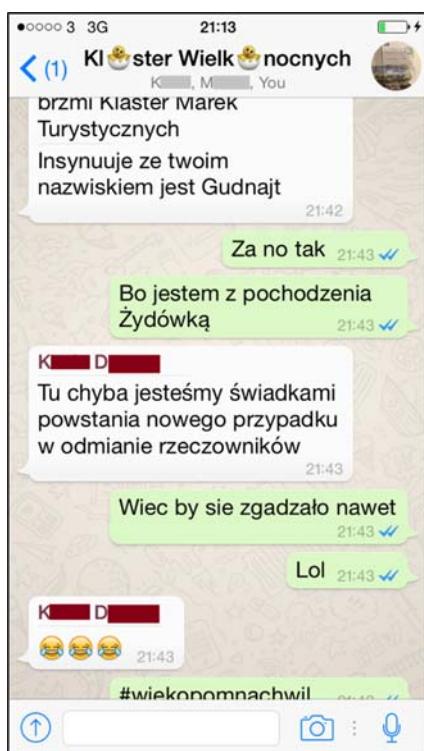 3 3G 21:13
(1) Kl🐣ster Wielk🐣nocnych
K, M, You
brzmi Klaster Marek
Turystycznych
Insynuuje ze twoim
nazwiskiem jest Gudnajt
21:42
Za no tak 21:43
Bo jestem z pochodzenia
Żydówką
21:43
K D
Tu chyba jesteśmy świadkami
powstania nowego przypadku
w odmianie rzeczowników
21:43
Wiec by sie zgadzało nawet
21:43
Lol 21:43
K D
😂😂😂 21:43
#wiekopomnachwil